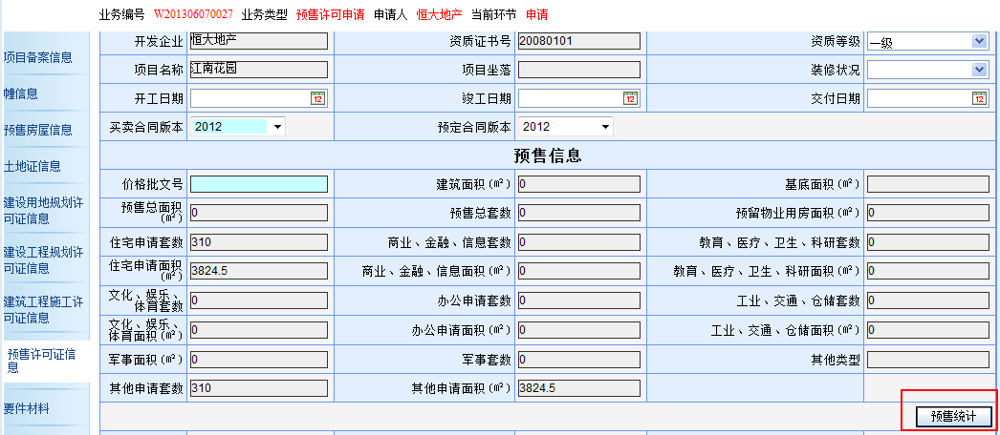 业务编号 W201306070027 业务类型 预售许可申请 申请人 恒大地产 当前环节 申请
项目备案信息
幢信息
预售房屋信息
土地证信息
建设用地规划许
可证信息
建设工程规划许
可证信息
建筑工程施工许
可证信息
预售许可证信
息
要件材料
开发企业 恒大地产 资质证书号 20080101 资质等级 一级
项目名称 江南花园 项目坐落 装修状况
开工日期 12 竣工日期 12 交付日期 12
买卖合同版本 2012 预定合同版本 2012
预售信息
价格批文号 建筑面积(㎡) 0 基底面积(㎡)
预售总面积
(㎡) 0 预售总套数 0 预留物业用房面积(㎡) 0
住宅申请套数 310 商业、金融、信息套数 0 教育、医疗、卫生、科研套数 0
住宅申请面积
(㎡) 3824.5 商业、金融、信息面积(㎡) 0 教育、医疗、卫生、科研面积(㎡) 0
文化、娱乐、
体育套数 0 办公申请套数 0 工业、交通、仓储套数 0
文化、娱乐、
体育面积(㎡) 0 办公申请面积(㎡) 0 工业、交通、仓储面积(㎡) 0
军事面积(㎡) 0 军事套数 0 其他类型
其他申请套数 310 其他申请面积(㎡) 3824.5
预售统计